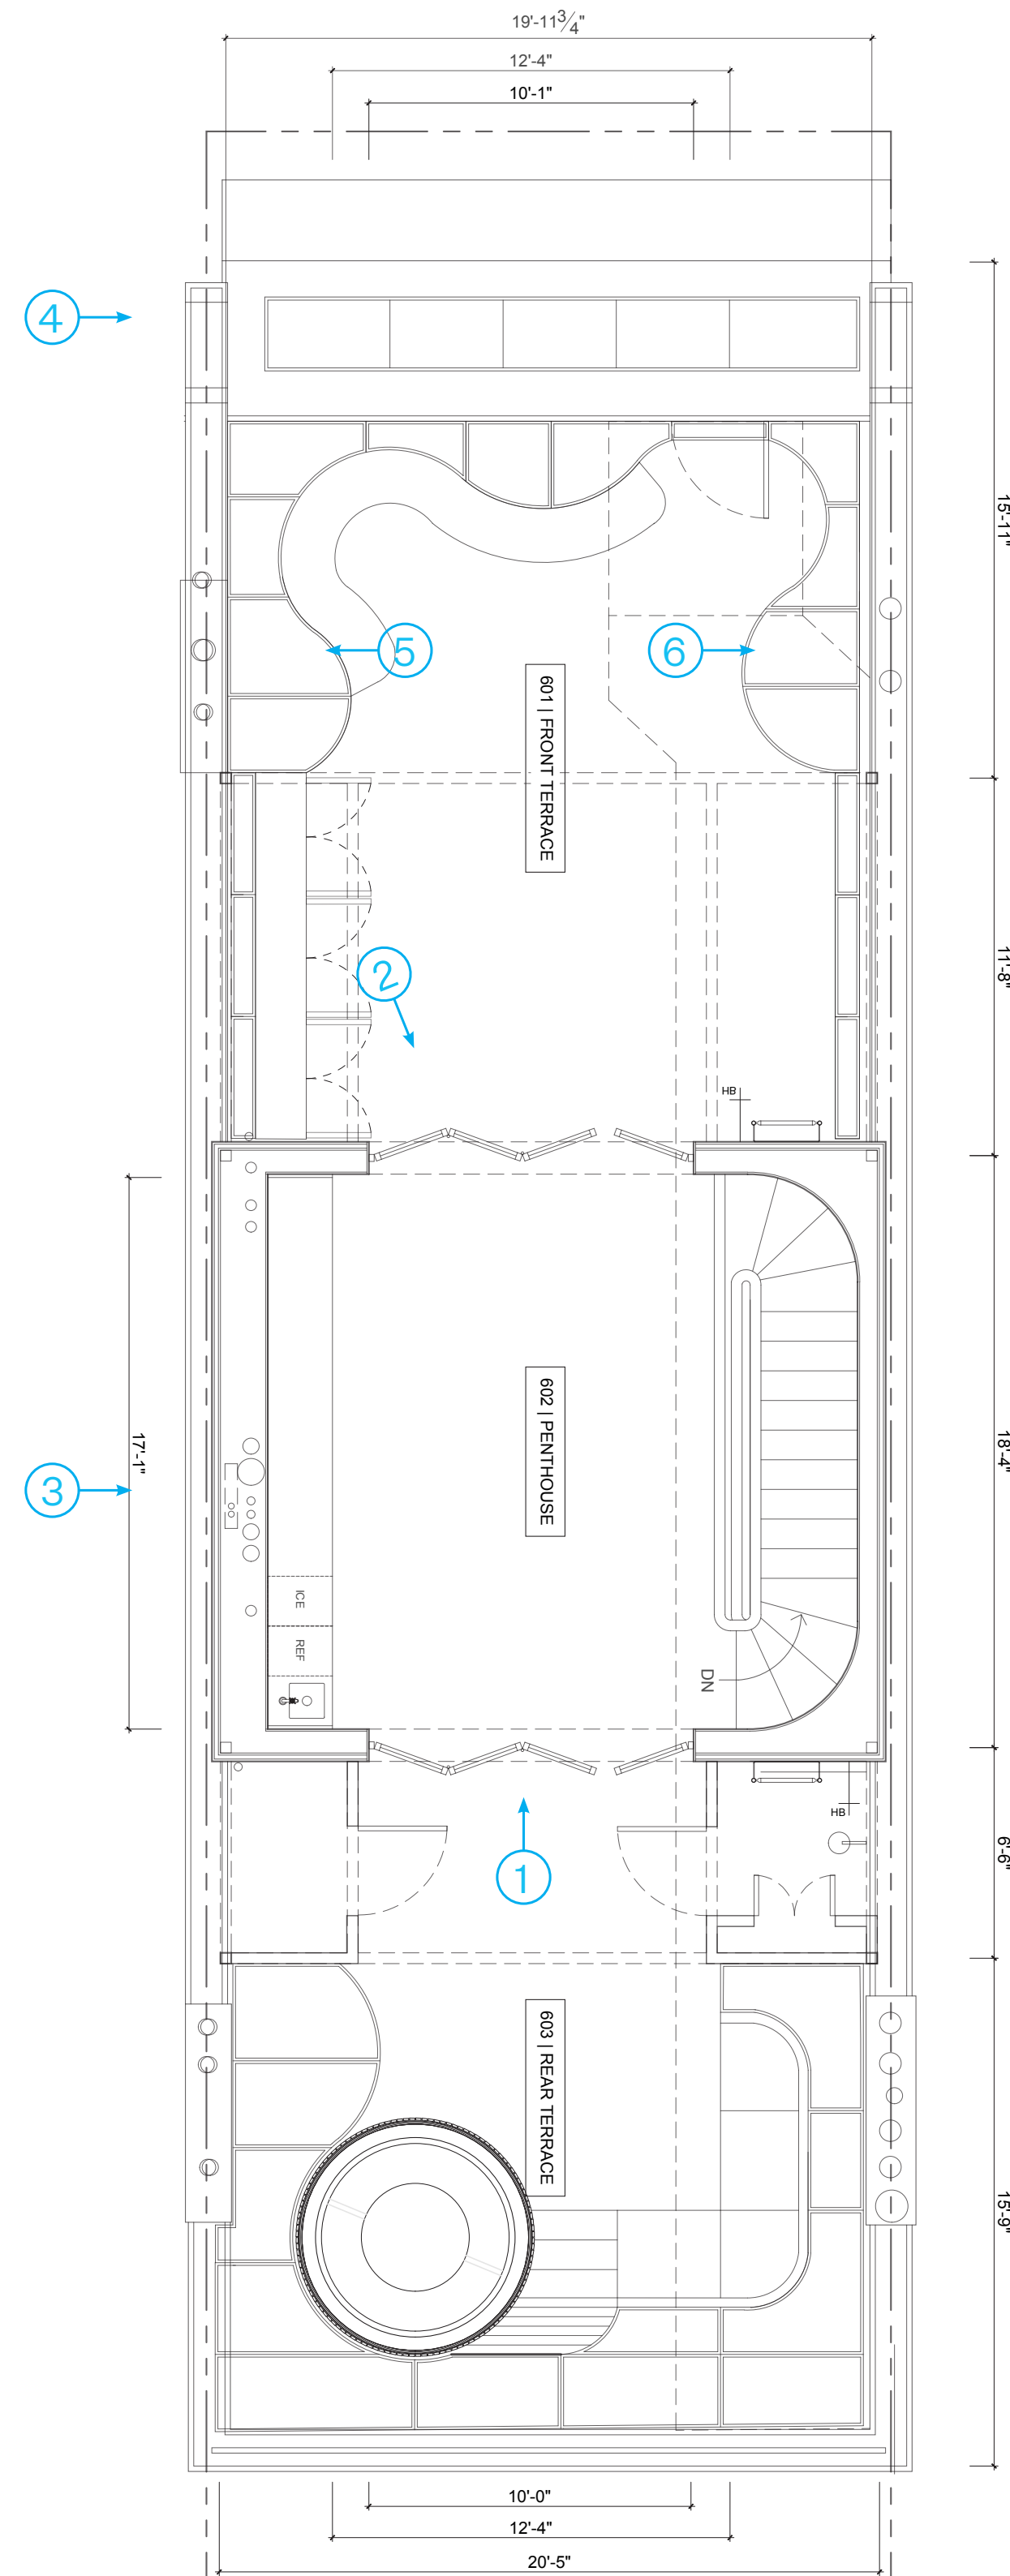 19'-11 3/4"
12'-4"
10'-1"
4
15'-11"
5
6
601 | FRONT TERRACE
2
11'-8"
HB
602 | PENTHOUSE
18'-4"
17'-1"
3
ICE
REF
DN
HB
1
6'-6"
603 | REAR TERRACE
15'-9"
10'-0"
12'-4"
20'-5"